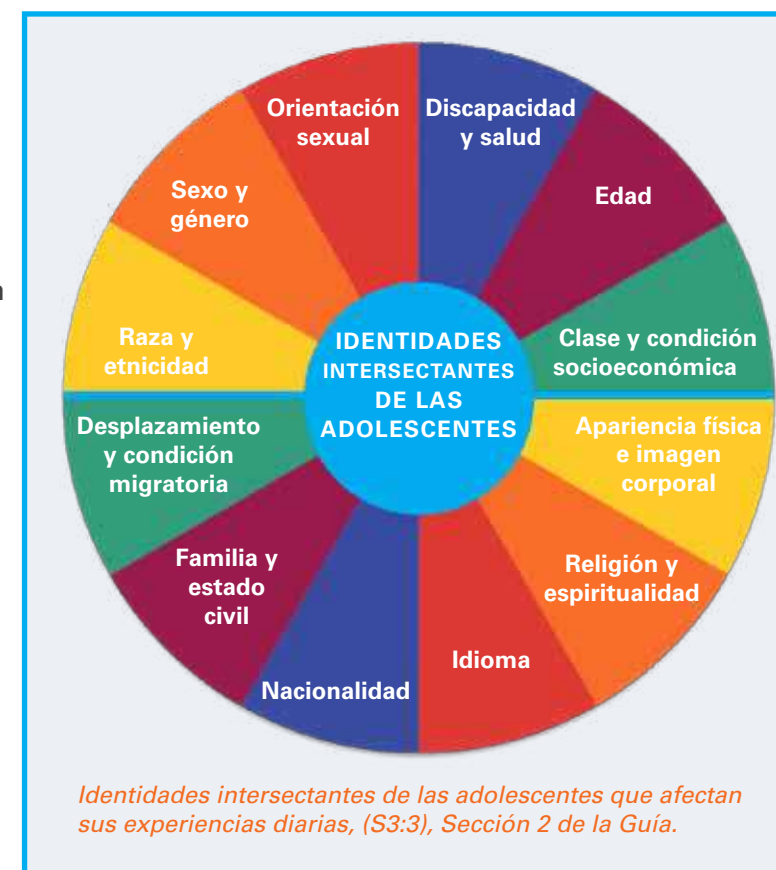 Orientación
sexual
Discapacidad
y salud
Edad
Clase y condición
socioeconómica
Apariencia física
e imagen
corporal
Religión y
espiritualidad
Idioma
Nacionalidad
Familia y
estado
civil
Desplazamiento
y condición
migratoria
Raza y
etnicidad
Sexo y
género
IDENTIDADES
INTERSECTANTES
DE LAS
ADOLESCENTES
Identidades intersectantes de las adolescentes que afectan
sus experiencias diarias, (S3:3), Sección 2 de la Guía.